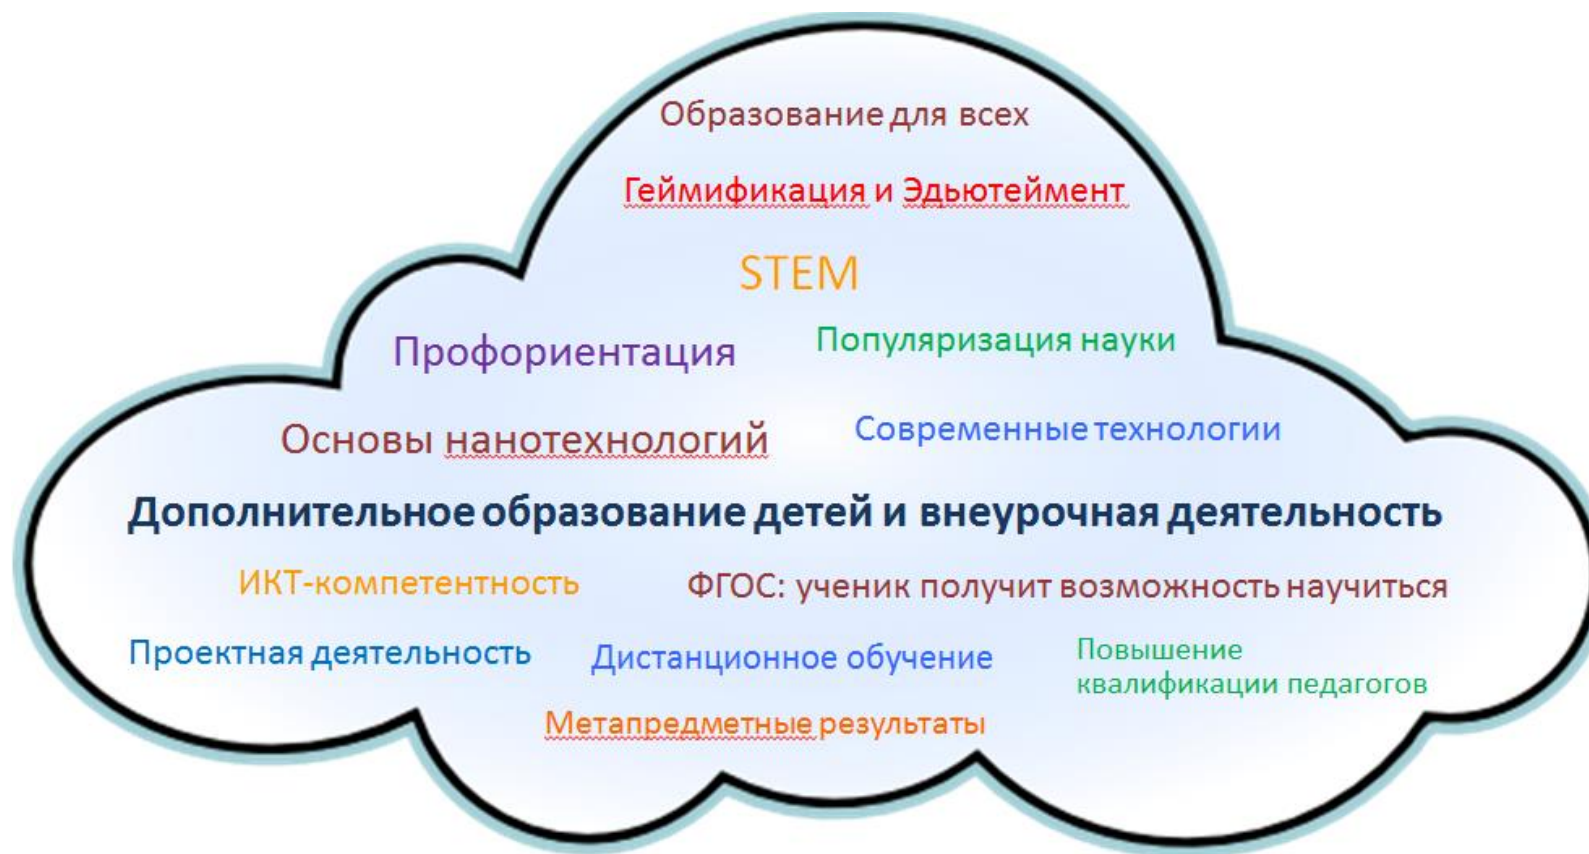 Образование для всех
Геймификация и Эдьютеймент
STEM
Профориентация
Популяризация науки
Основы нанотехнологий
Современные технологии
Дополнительное образование детей и внеурочная деятельность
ИКТ-компетентность
ФГОС: ученик получит возможность научиться
Проектная деятельность
Дистанционное обучение
Повышение
квалификации педагогов
Метапредметные результаты